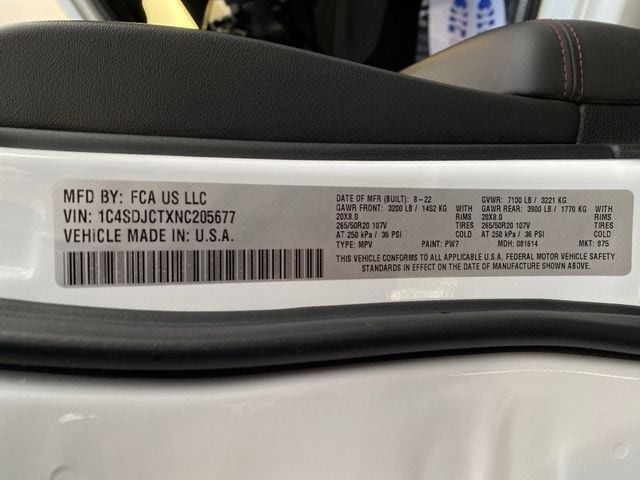 MFD BY: FCA US LLC
VIN: 1C4SDJCTXNC205677
VEHICLE MADE IN: U.S.A.
DATE OF MFR (BUILT): 8-22 GVWR: 7100 LB / 3221 KG
GAWR FRONT: 3200 LB / 1452 KG WITH GAWR REAR: 3900 LB / 1770 KG WITH
20X8.0 RIMS 20X8.0 RIMS
265/50R20 107V TIRES 265/50R20 107V TIRES
AT 250 kPa / 36 PSI COLD AT 250 kPa / 36 PSI COLD
TYPE: MPV PAINT: PW7 MDH: 081614 MKT: 875
THIS VEHICLE CONFORMS TO ALL APPLICABLE U.S.A. FEDERAL MOTOR VEHICLE SAFETY
STANDARDS IN EFFECT ON THE DATE OF MANUFACTURE SHOWN ABOVE.